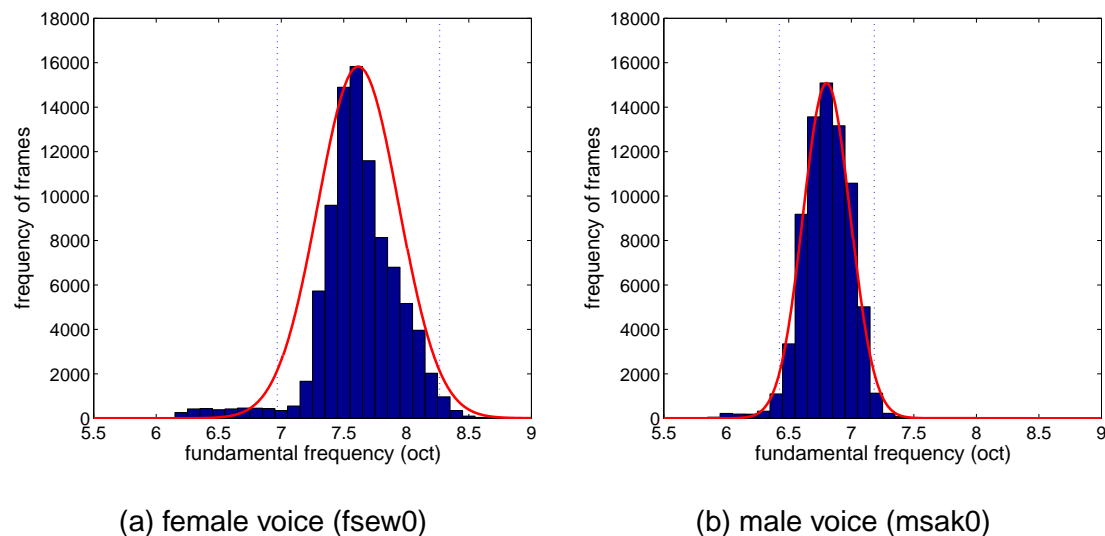 18000
16000
14000
12000
10000
8000
6000
4000
2000
0
frequency of frames
5.5 6 6.5 7 7.5 8 8.5 9
fundamental frequency (oct)
(a) female voice (fsew0)
18000
16000
14000
12000
10000
8000
6000
4000
2000
0
frequency of frames
5.5 6 6.5 7 7.5 8 8.5 9
fundamental frequency (oct)
(b) male voice (msak0)